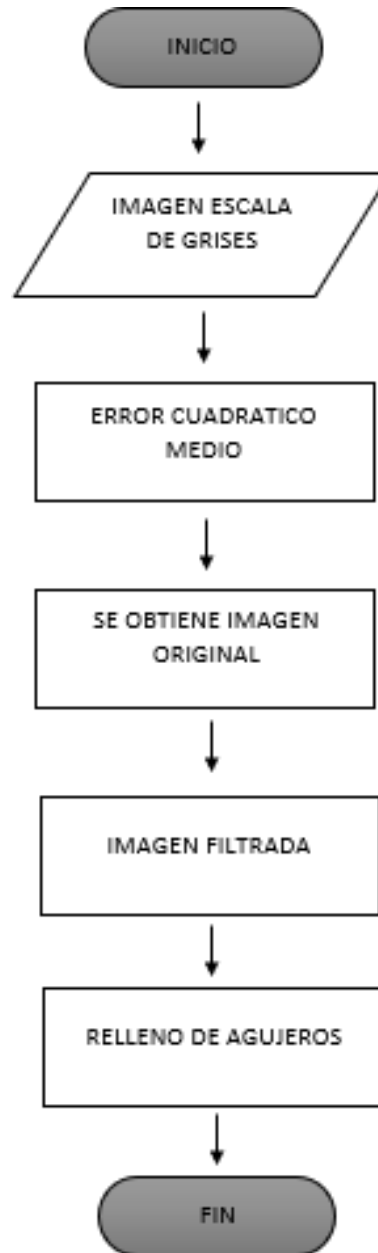 INICIO
IMAGEN ESCALA
DE GRISES
ERROR CUADRATICO
MEDIO
SE OBTIENE IMAGEN
ORIGINAL
IMAGEN FILTRADA
RELLENO DE AGUJEROS
FIN